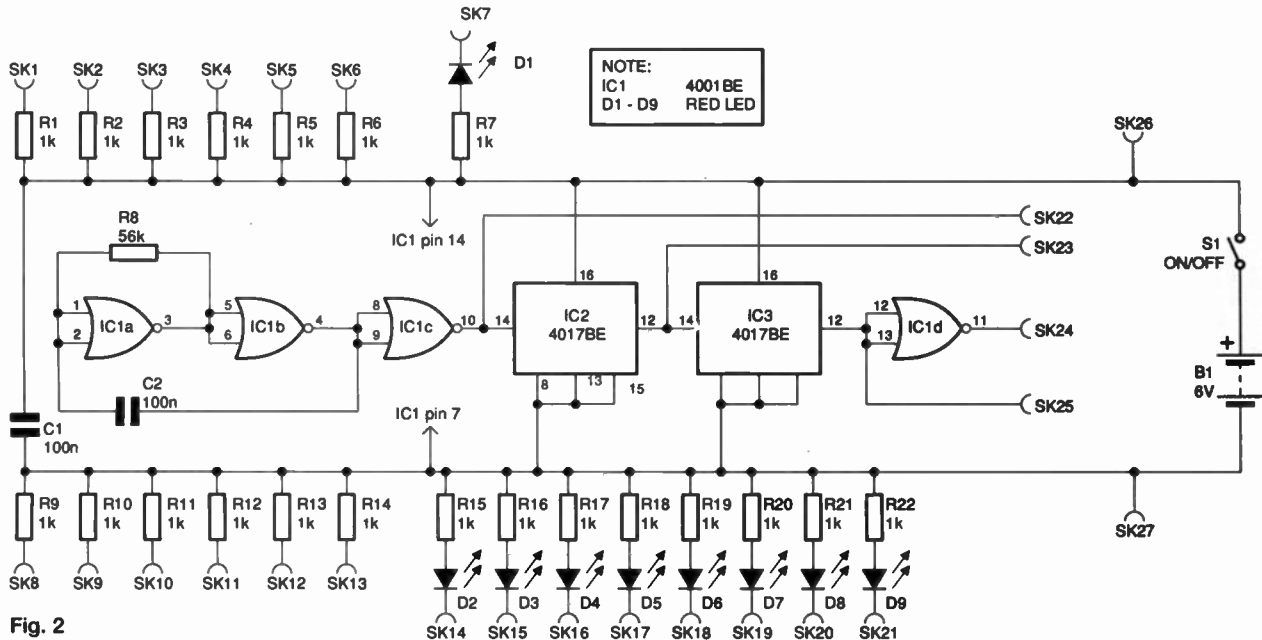 SK7
D1
NOTE:
IC1 4001BE
D1 - D9 RED LED
SK1 SK2 SK3 SK4 SK5 SK6
SK26
R1 1k
R2 1k
R3 1k
R4 1k
R5 1k
R6 1k
R7 1k
R8
56k
IC1 pin 14
SK22
SK23
S1
ON/OFF
16
16
1
2
IC1a
3
5
6
IC1b
4
8
9
IC1c
10
14
IC2
4017BE
12
14
IC3
4017BE
12
12
13
IC1d
11
SK24
8
13
15
C2
100n
C1
100n
IC1 pin 7
SK25
+
B1
6V
R9 1k
R10 1k
R11 1k
R12 1k
R13 1k
R14 1k
R15 1k
R16 1k
R17 1k
R18 1k
R19 1k
R20 1k
R21 1k
R22 1k
SK27
SK8 SK9 SK10 SK11 SK12 SK13
D2 D3 D4 D5 D6 D7 D8 D9
SK14 SK15 SK16 SK17 SK18 SK19 SK20 SK21
Fig. 2